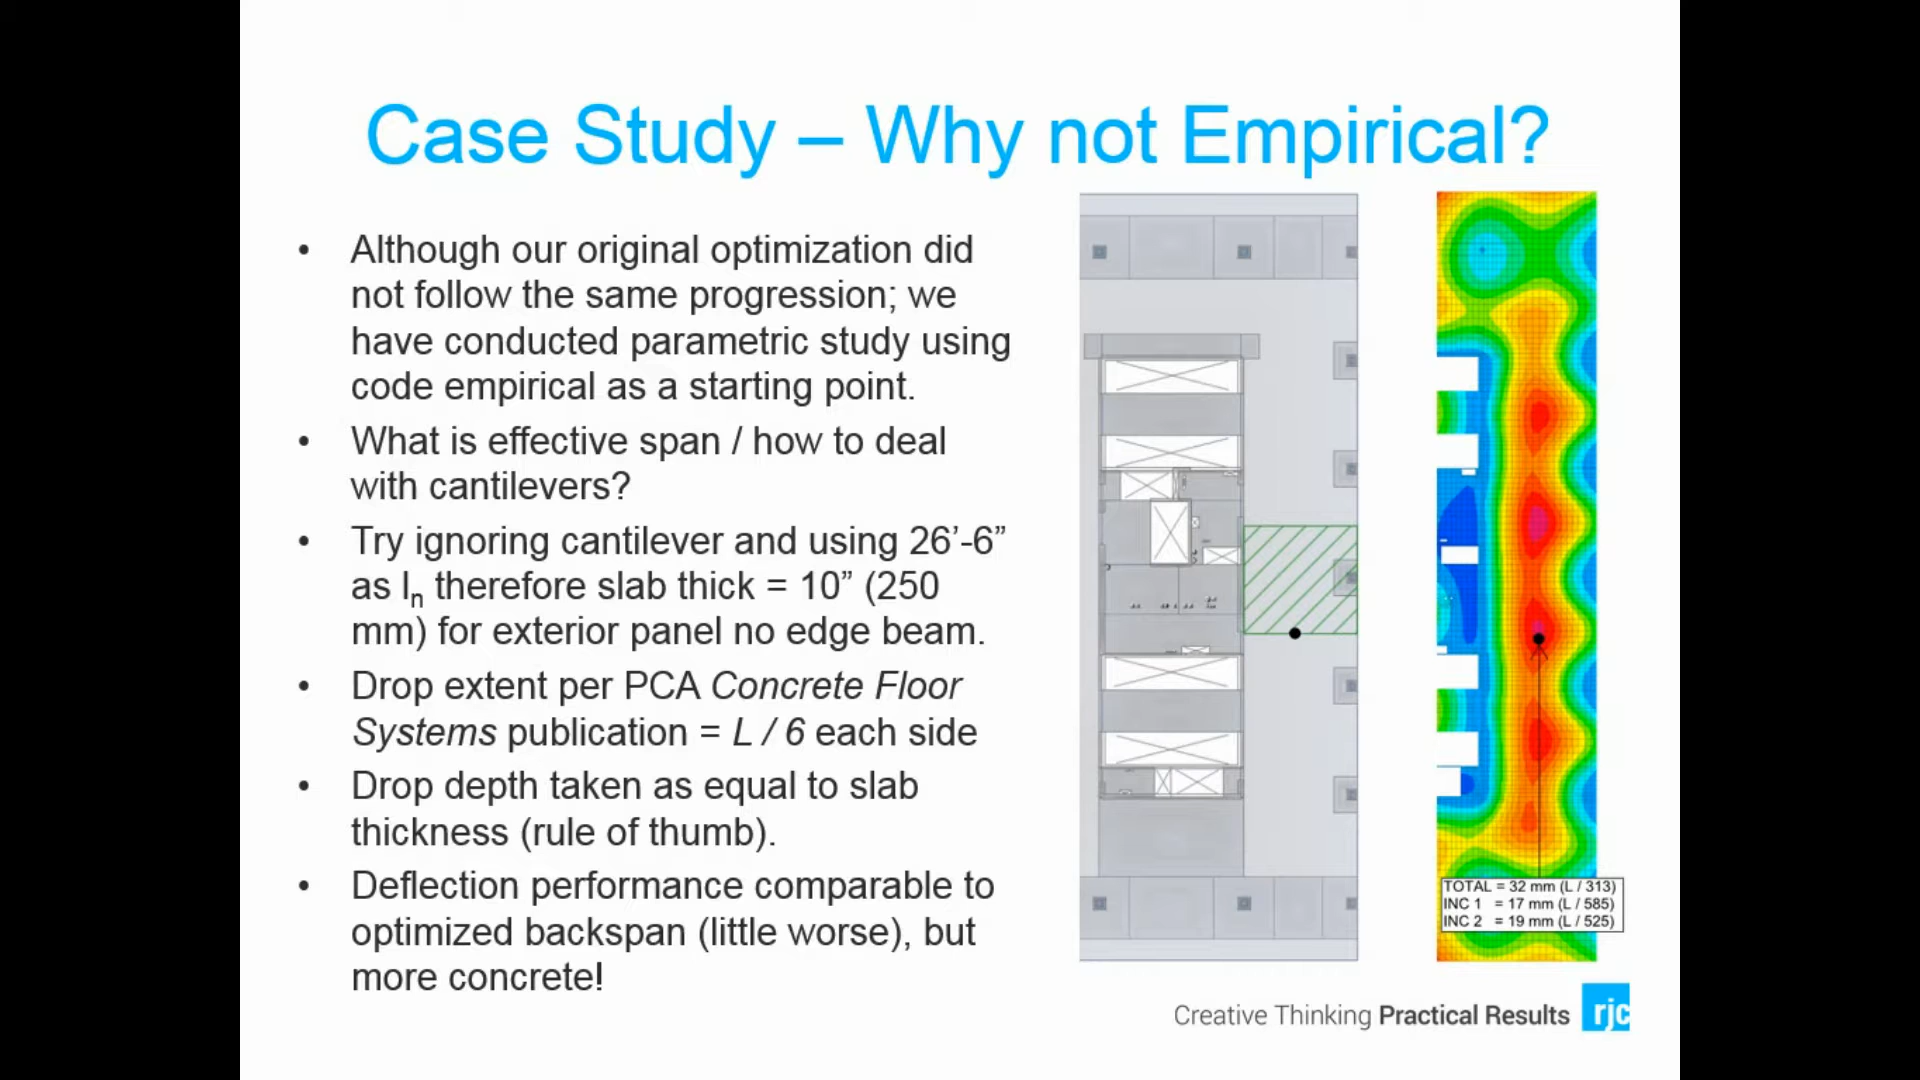 Case Study – Why not Empirical?
• Although our original optimization did
not follow the same progression; we
have conducted parametric study using
code empirical as a starting point.
• What is effective span / how to deal
with cantilevers?
• Try ignoring cantilever and using 26’-6”
as ln therefore slab thick = 10” (250
mm) for exterior panel no edge beam.
• Drop extent per PCA Concrete Floor
Systems publication = L / 6 each side
• Drop depth taken as equal to slab
thickness (rule of thumb).
• Deflection performance comparable to
optimized backspan (little worse), but
more concrete!
TOTAL = 32 mm (L / 313)
INC 1 = 17 mm (L / 585)
INC 2 = 19 mm (L / 525)
Creative Thinking Practical Results
rjc